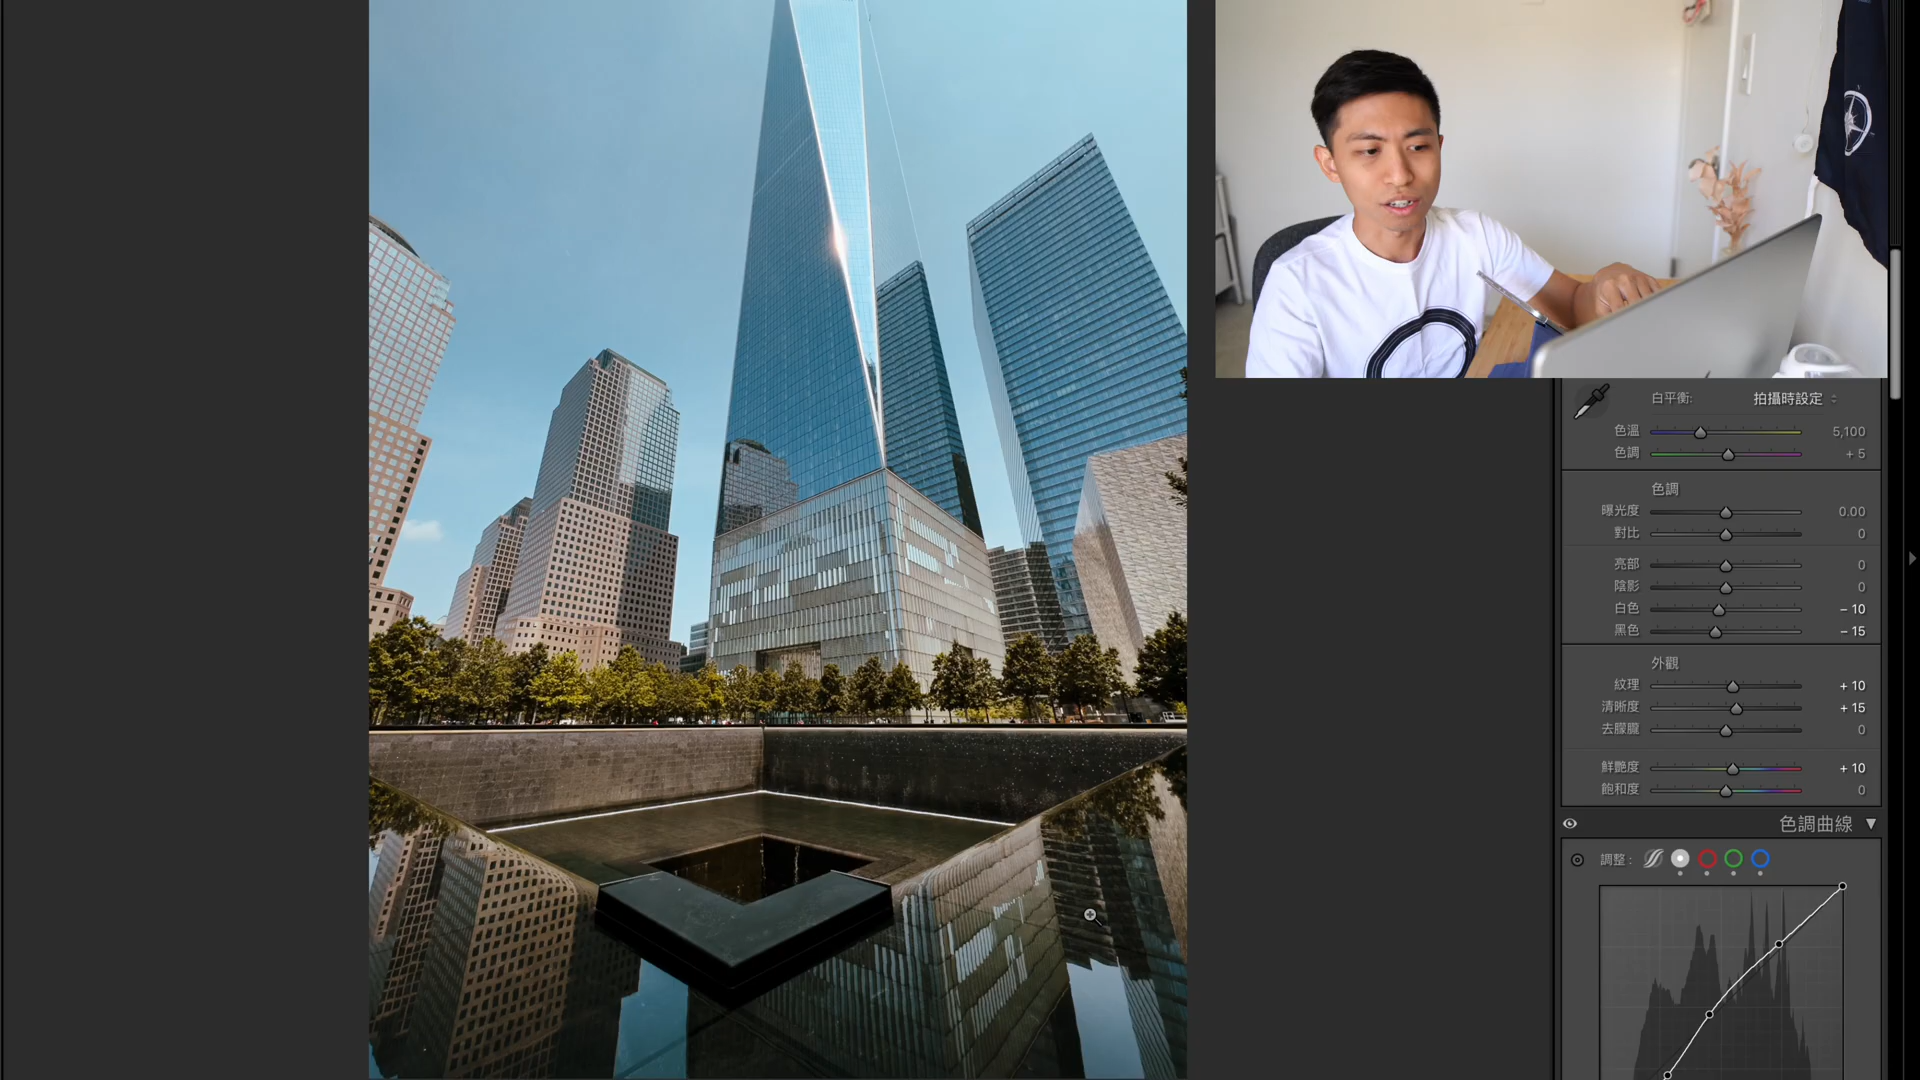 白平衡: 拍攝時設定
色溫 5,100
色調 + 5
色調
曝光度 0.00
對比 0
亮部 0
陰影 0
白色 – 10
黑色 – 15
外觀
紋理 + 10
清晰度 + 15
去朦朧 0
鮮艷度 + 10
飽和度 0
色調曲線
調整: